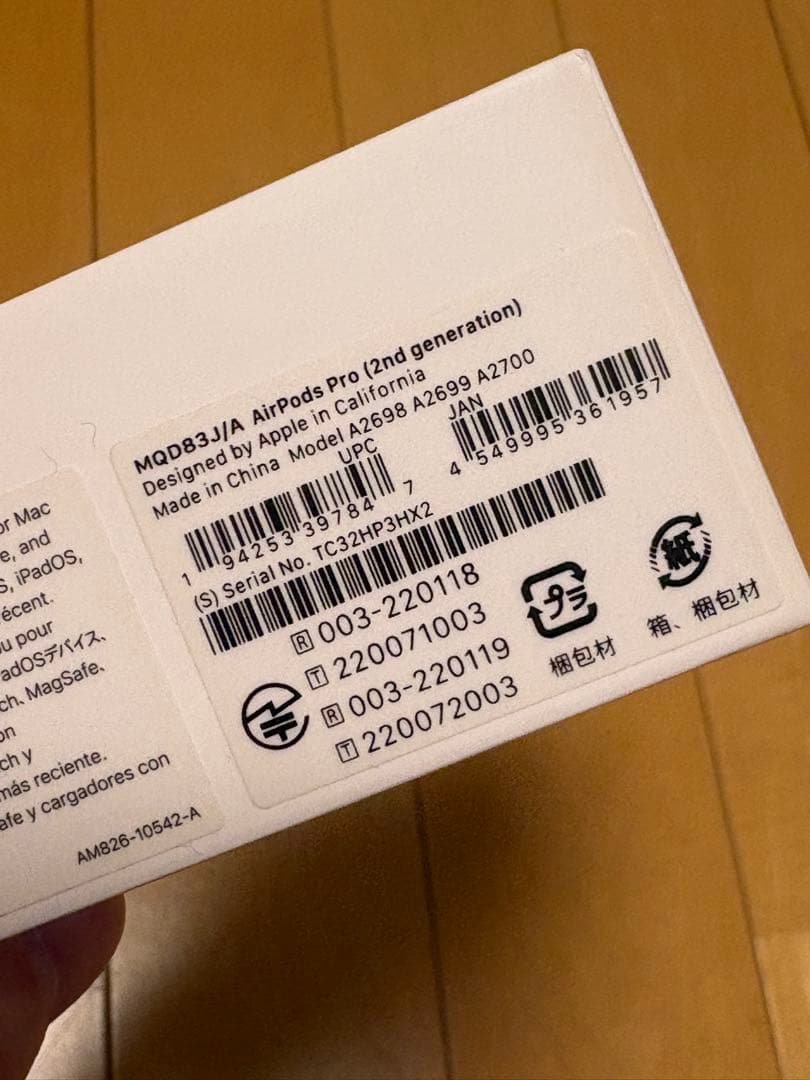 MQD83J/A AirPods Pro (2nd generation)
Designed by Apple in California
Made in China Model A2698 A2699 A2700
UPC
1 94253 39784 7
JAN
4 549995 361957
(S) Serial No. TC32HP3HX2
R 003-220118
T 220071003
R 003-220119
T 220072003
プラ
梱包材
紙
箱、梱包材
or Mac
e, and
S, iPadOS,
écent.
ou pour
adOSデバイス、
ch、MagSafe、
on
ch y
más reciente.
afe y cargadores con
AM826-10542-A